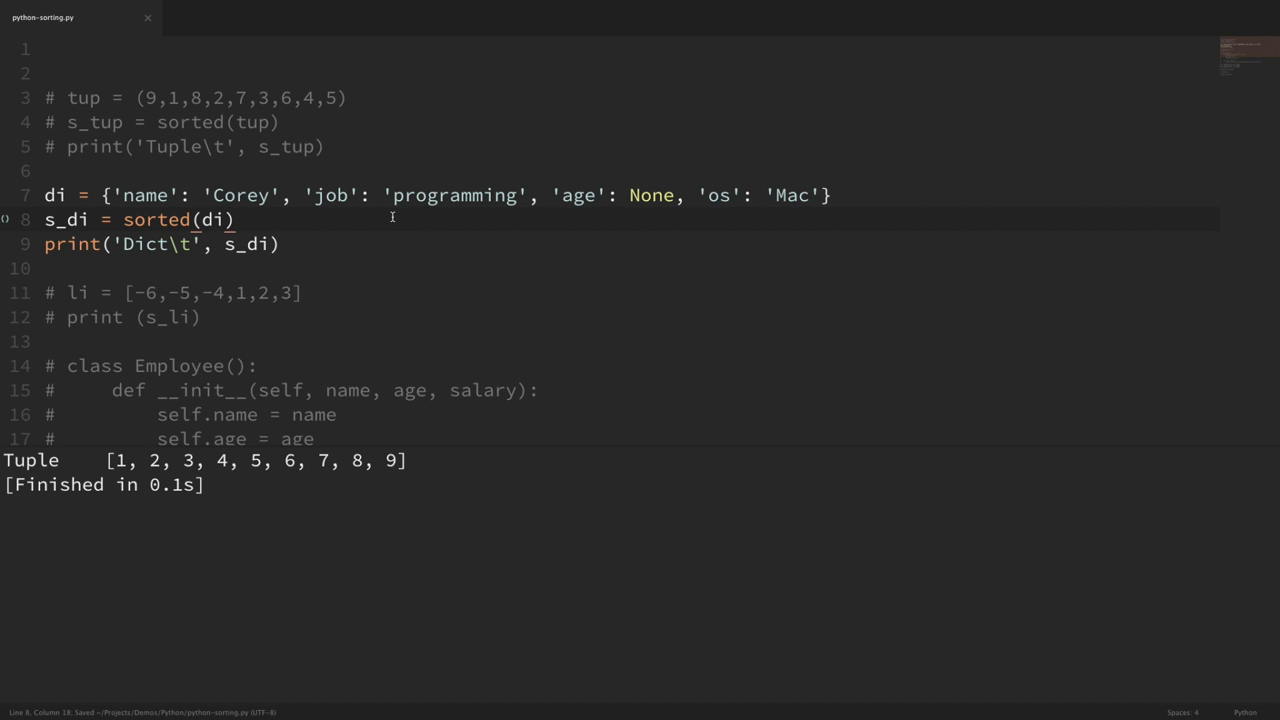 python-sorting.py ×
1
2
3 # tup = (9,1,8,2,7,3,6,4,5)
4 # s_tup = sorted(tup)
5 # print('Tuple\t', s_tup)
6
7 di = {'name': 'Corey', 'job': 'programming', 'age': None, 'os': 'Mac'}
8 s_di = sorted(di)
9 print('Dict\t', s_di)
10
11 # li = [-6,-5,-4,1,2,3]
12 # print (s_li)
13
14 # class Employee():
15 #     def __init__(self, name, age, salary):
16 #         self.name = name
17 #         self.age = age
Tuple    [1, 2, 3, 4, 5, 6, 7, 8, 9]
[Finished in 0.1s]
Line 8, Column 18; Saved ~/Projects/Demos/Python/python-sorting.py (UTF-8) Spaces: 4 Python